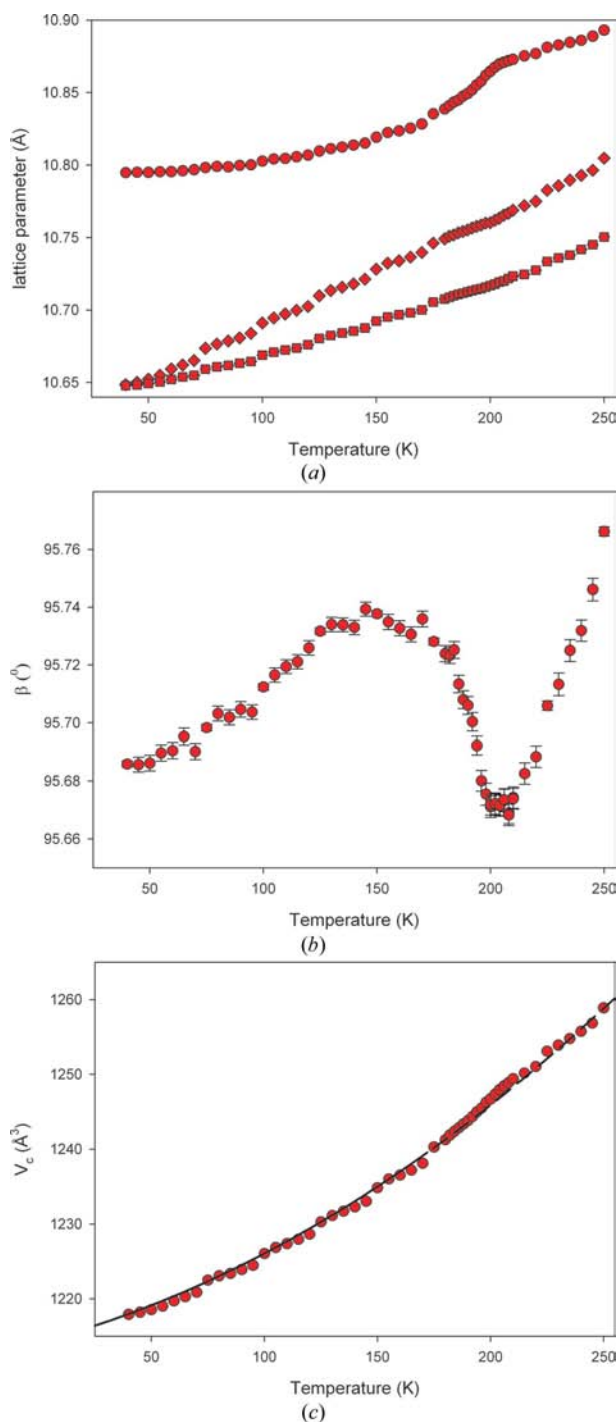 10.90
10.85
10.80
10.75
10.70
10.65
lattice parameter (Å)
50 100 150 200 250
Temperature (K)
(a)
95.76
95.74
95.72
95.70
95.68
95.66
β (⁰)
50 100 150 200 250
Temperature (K)
(b)
1260
1250
1240
1230
1220
V_c (Å³)
50 100 150 200 250
Temperature (K)
(c)